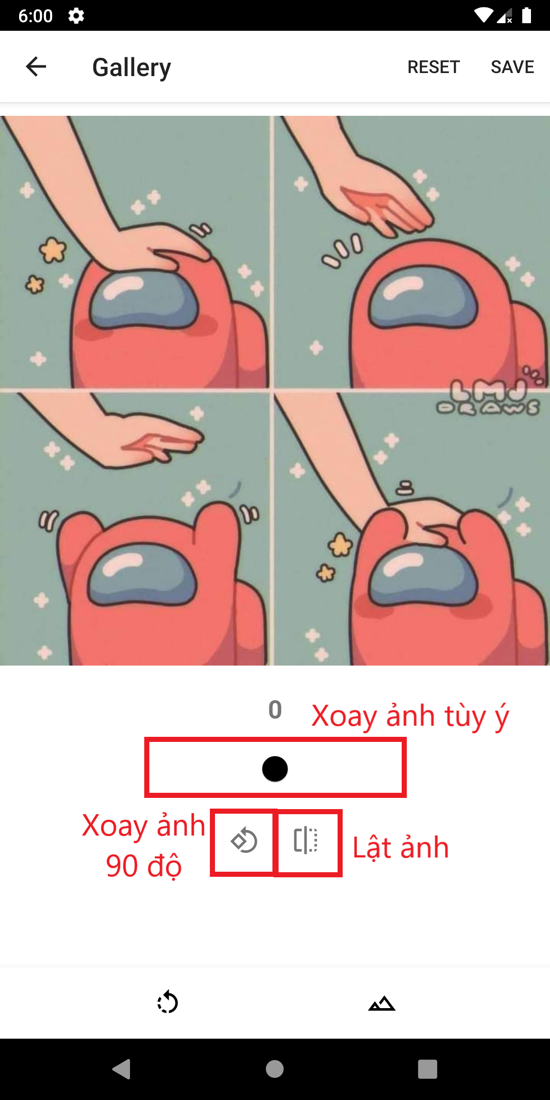 6:00
Gallery RESET SAVE
LMJ
DRAWS
0 Xoay ảnh tùy ý
Xoay ảnh
90 độ
Lật ảnh